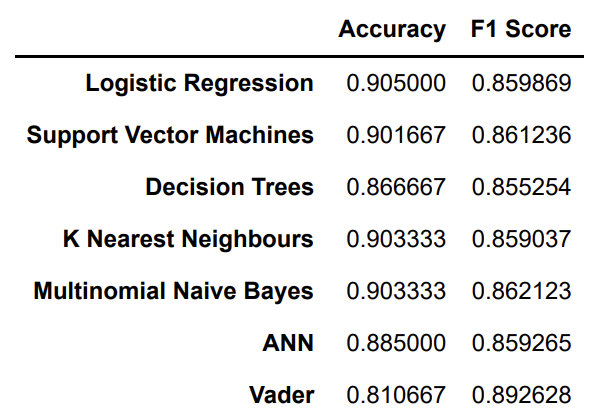 Accuracy F1 Score
Logistic Regression 0.905000 0.859869
Support Vector Machines 0.901667 0.861236
Decision Trees 0.866667 0.855254
K Nearest Neighbours 0.903333 0.859037
Multinomial Naive Bayes 0.903333 0.862123
ANN 0.885000 0.859265
Vader 0.810667 0.892628